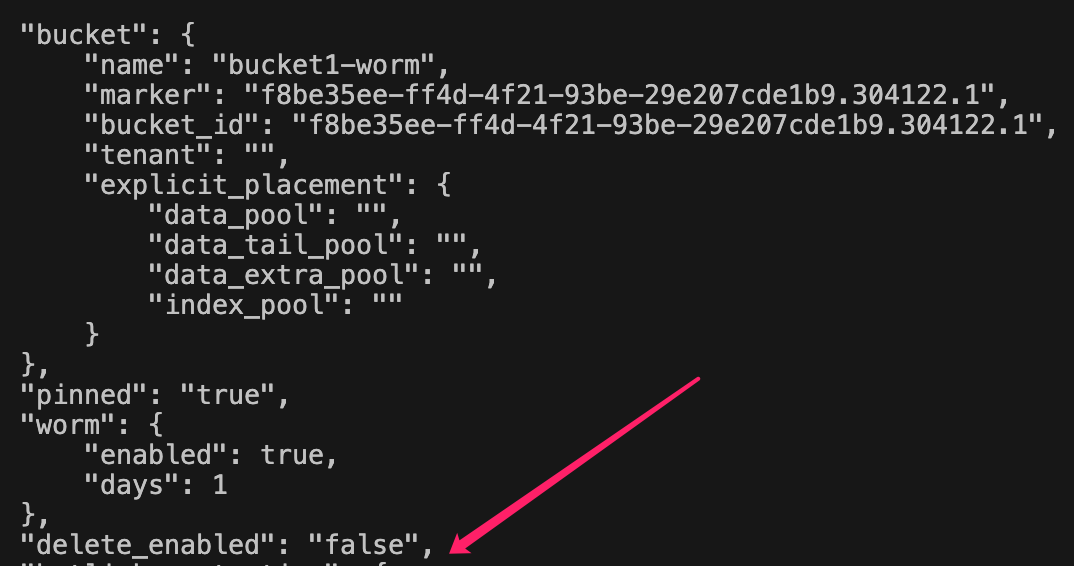 "bucket": {
"name": "bucket1-worm",
"marker": "f8be35ee-ff4d-4f21-93be-29e207cde1b9.304122.1",
"bucket_id": "f8be35ee-ff4d-4f21-93be-29e207cde1b9.304122.1",
"tenant": "",
"explicit_placement": {
"data_pool": "",
"data_tail_pool": "",
"data_extra_pool": "",
"index_pool": ""
}
},
"pinned": "true",
"worm": {
"enabled": true,
"days": 1
},
"delete_enabled": "false",